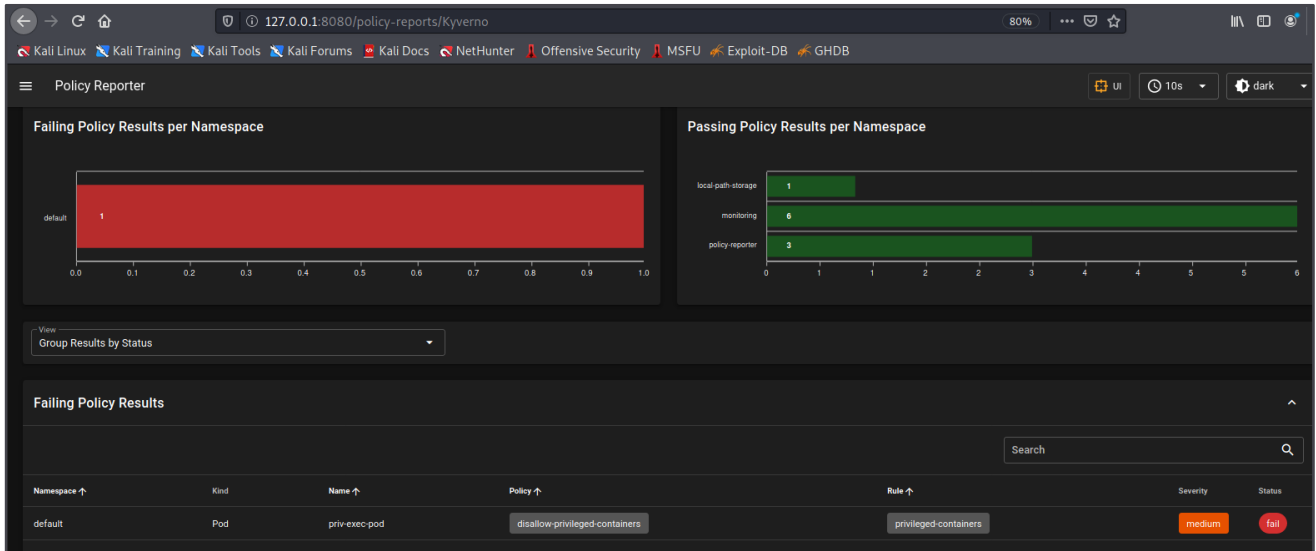 127.0.0.1:8080/policy-reports/Kyverno 80%
Kali Linux Kali Training Kali Tools Kali Forums Kali Docs NetHunter Offensive Security MSFU Exploit-DB GHDB
Policy Reporter UI 10s dark
Failing Policy Results per Namespace
default 1
0.0 0.1 0.2 0.3 0.4 0.5 0.6 0.7 0.8 0.9 1.0
Passing Policy Results per Namespace
local-path-storage 1
monitoring 6
policy-reporter 3
0 1 1 2 2 3 4 4 5 5 6
View
Group Results by Status
Failing Policy Results
Search
Namespace Kind Name Policy Rule Severity Status
default Pod priv-exec-pod disallow-privileged-containers privileged-containers medium fail